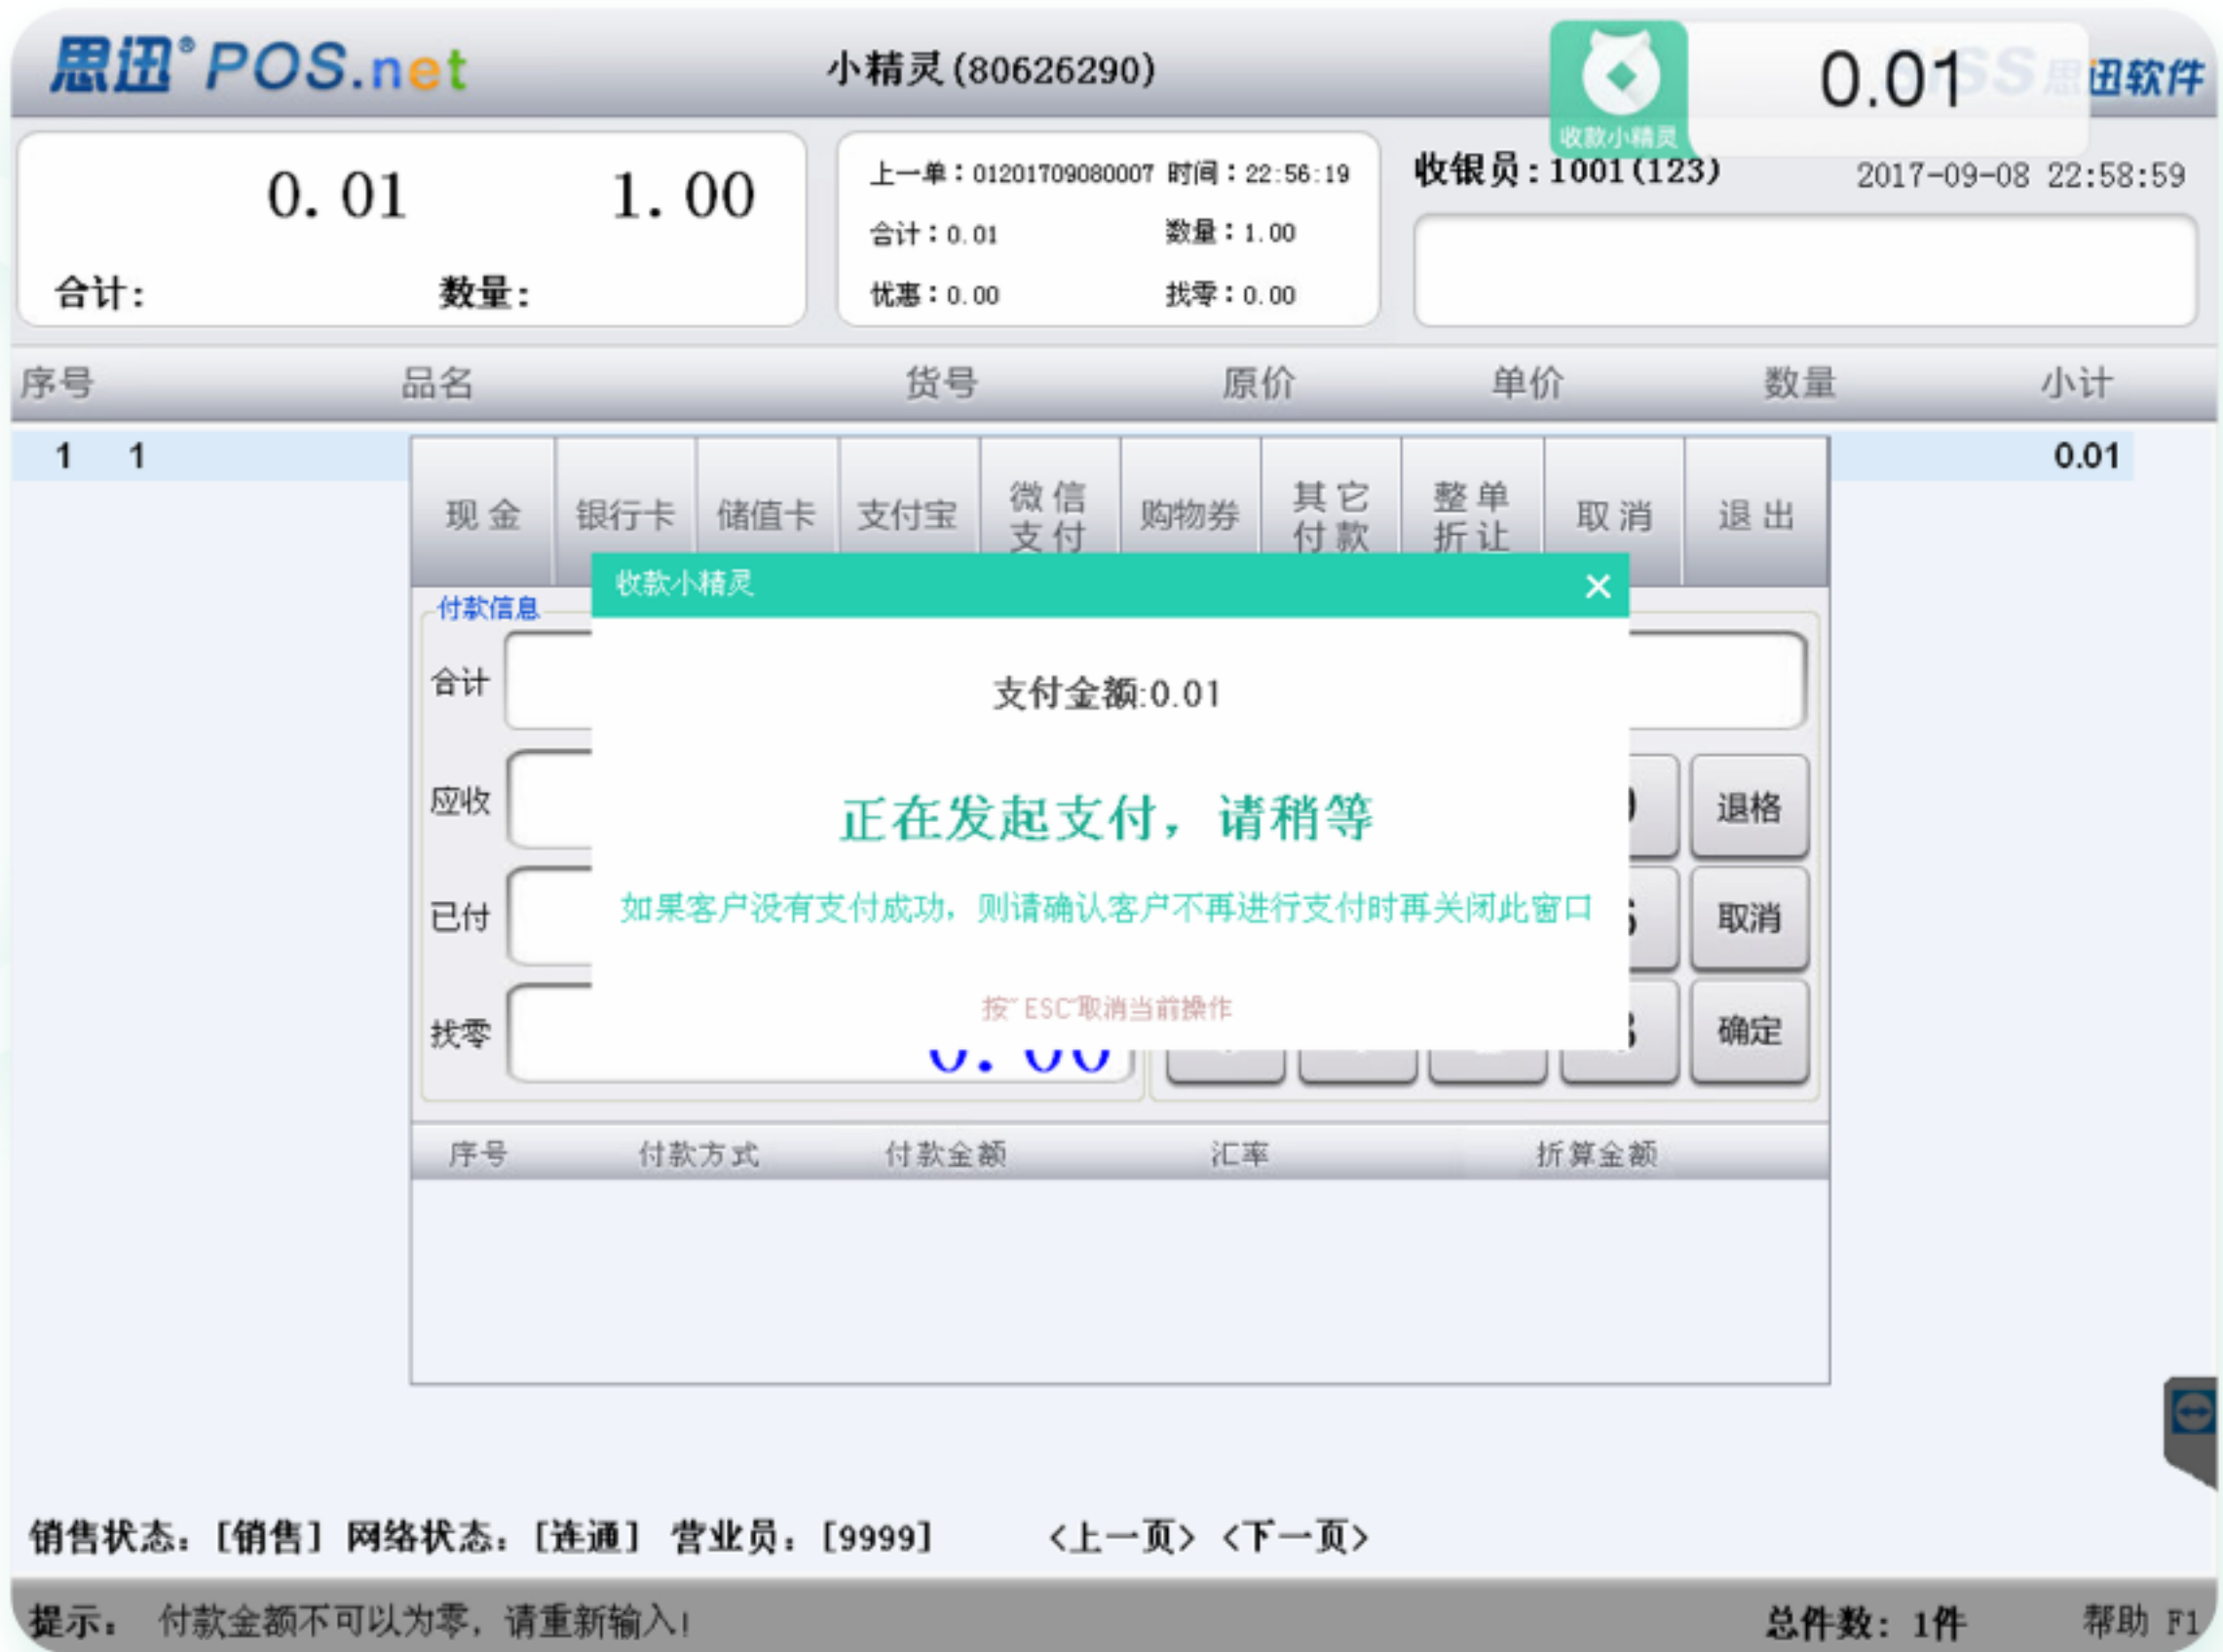 思迅® POS.net
小精灵(80626290)
收款小精灵
0.01
迅软件
0.01 1.00
合计: 数量:
上一单:01201709080007 时间:22:56:19
合计:0.01 数量:1.00
优惠:0.00 找零:0.00
收银员:1001(123)
2017-09-08 22:58:59
序号 品名 货号 原价 单价 数量 小计
1 1 0.01
现金 银行卡 储值卡 支付宝 微信支付 购物券 其它付款 整单折让 取消 退出
付款信息
合计
应收
已付
找零
0.00
退格
取消
确定
收款小精灵 ×
支付金额:0.01
正在发起支付，请稍等
如果客户没有支付成功，则请确认客户不再进行支付时再关闭此窗口
按"ESC"取消当前操作
序号 付款方式 付款金额 汇率 折算金额
销售状态: [销售] 网络状态: [连通] 营业员: [9999] <上一页> <下一页>
提示: 付款金额不可以为零，请重新输入!
总件数: 1件 帮助 F1